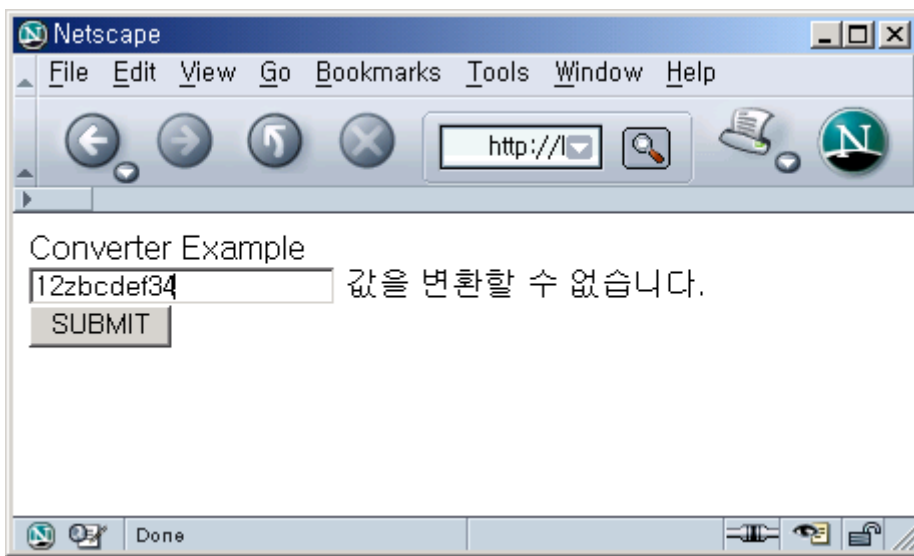 Netscape
File Edit View Go Bookmarks Tools Window Help
http://l
N
Converter Example
12zbcdef34 값을 변환할 수 없습니다.
SUBMIT
Done